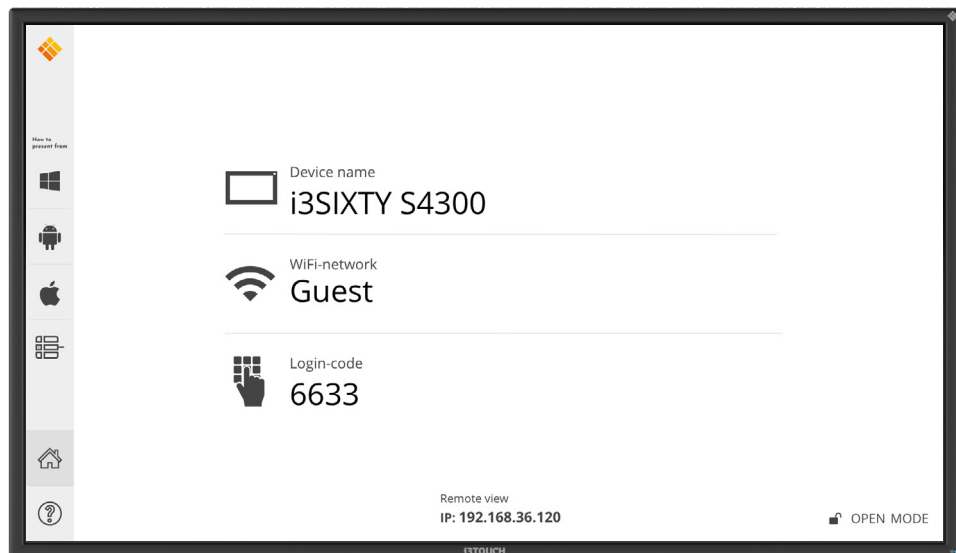 How to
present from
Device name
i3SIXTY S4300
WiFi-network
Guest
Login-code
6633
Remote view
IP: 192.168.36.120
OPEN MODE
i3TOUCH